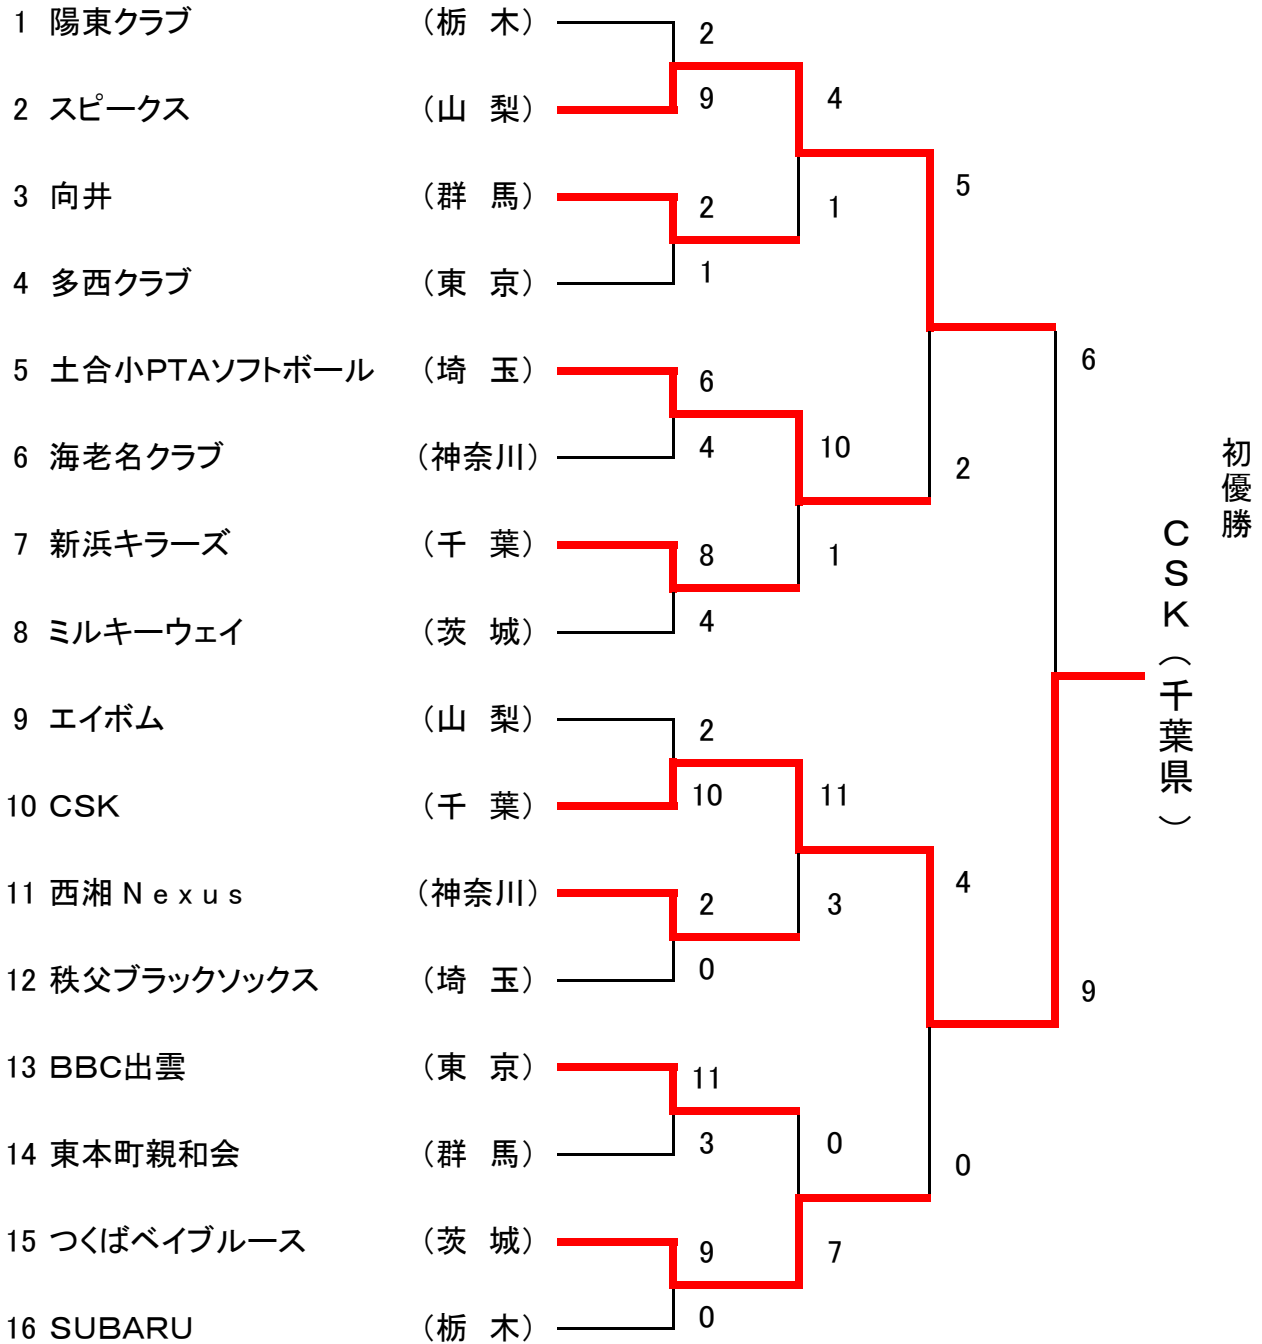 1 陽東クラブ （栃 木） 2
2 スピークス （山 梨） 9 4
3 向井 （群 馬） 2 1 5
4 多西クラブ （東 京） 1
5 土合小PTAソフトボール （埼 玉） 6 6
6 海老名クラブ （神奈川） 4 10 2
7 新浜キラーズ （千 葉） 8 1
8 ミルキーウェイ （茨 城） 4
9 エイボム （山 梨） 2
10 CSK （千 葉） 10 11
11 西湘Ｎｅｘｕｓ （神奈川） 2 3 4
12 秩父ブラックソックス （埼 玉） 0 9
13 BBC出雲 （東 京） 11
14 東本町親和会 （群 馬） 3 0 0
15 つくばベイブルース （茨 城） 9 7
16 SUBARU （栃 木） 0
初優勝
CSK（千葉県）